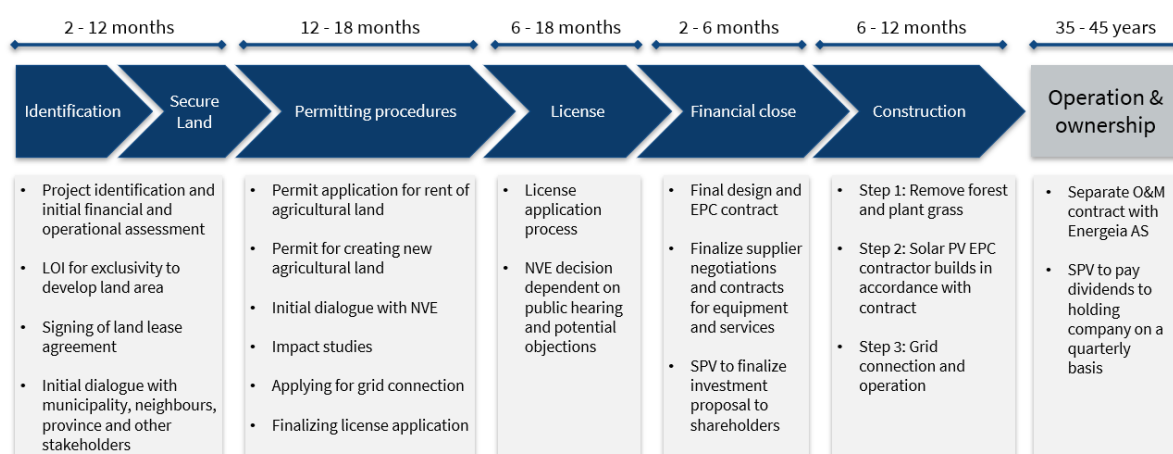 2 - 12 months
12 - 18 months
6 - 18 months
2 - 6 months
6 - 12 months
35 - 45 years
Identification
Secure
Land
Permitting procedures
License
Financial close
Construction
Operation &
ownership
• Project identification and
initial financial and
operational assessment
• LOI for exclusivity to
develop land area
• Signing of land lease
agreement
• Initial dialogue with
municipality, neighbours,
province and other
stakeholders
• Permit application for rent of
agricultural land
• Permit for creating new
agricultural land
• Initial dialogue with NVE
• Impact studies
• Applying for grid connection
• Finalizing license application
• License
application
process
• NVE decision
dependent on
public hearing
and potential
objections
• Final design and
EPC contract
• Finalize supplier
negotiations
and contracts
for equipment
and services
• SPV to finalize
investment
proposal to
shareholders
• Step 1: Remove forest
and plant grass
• Step 2: Solar PV EPC
contractor builds in
accordance with
contract
• Step 3: Grid
connection and
operation
• Separate O&M
contract with
Energeia AS
• SPV to pay
dividends to
holding
company on a
quarterly
basis